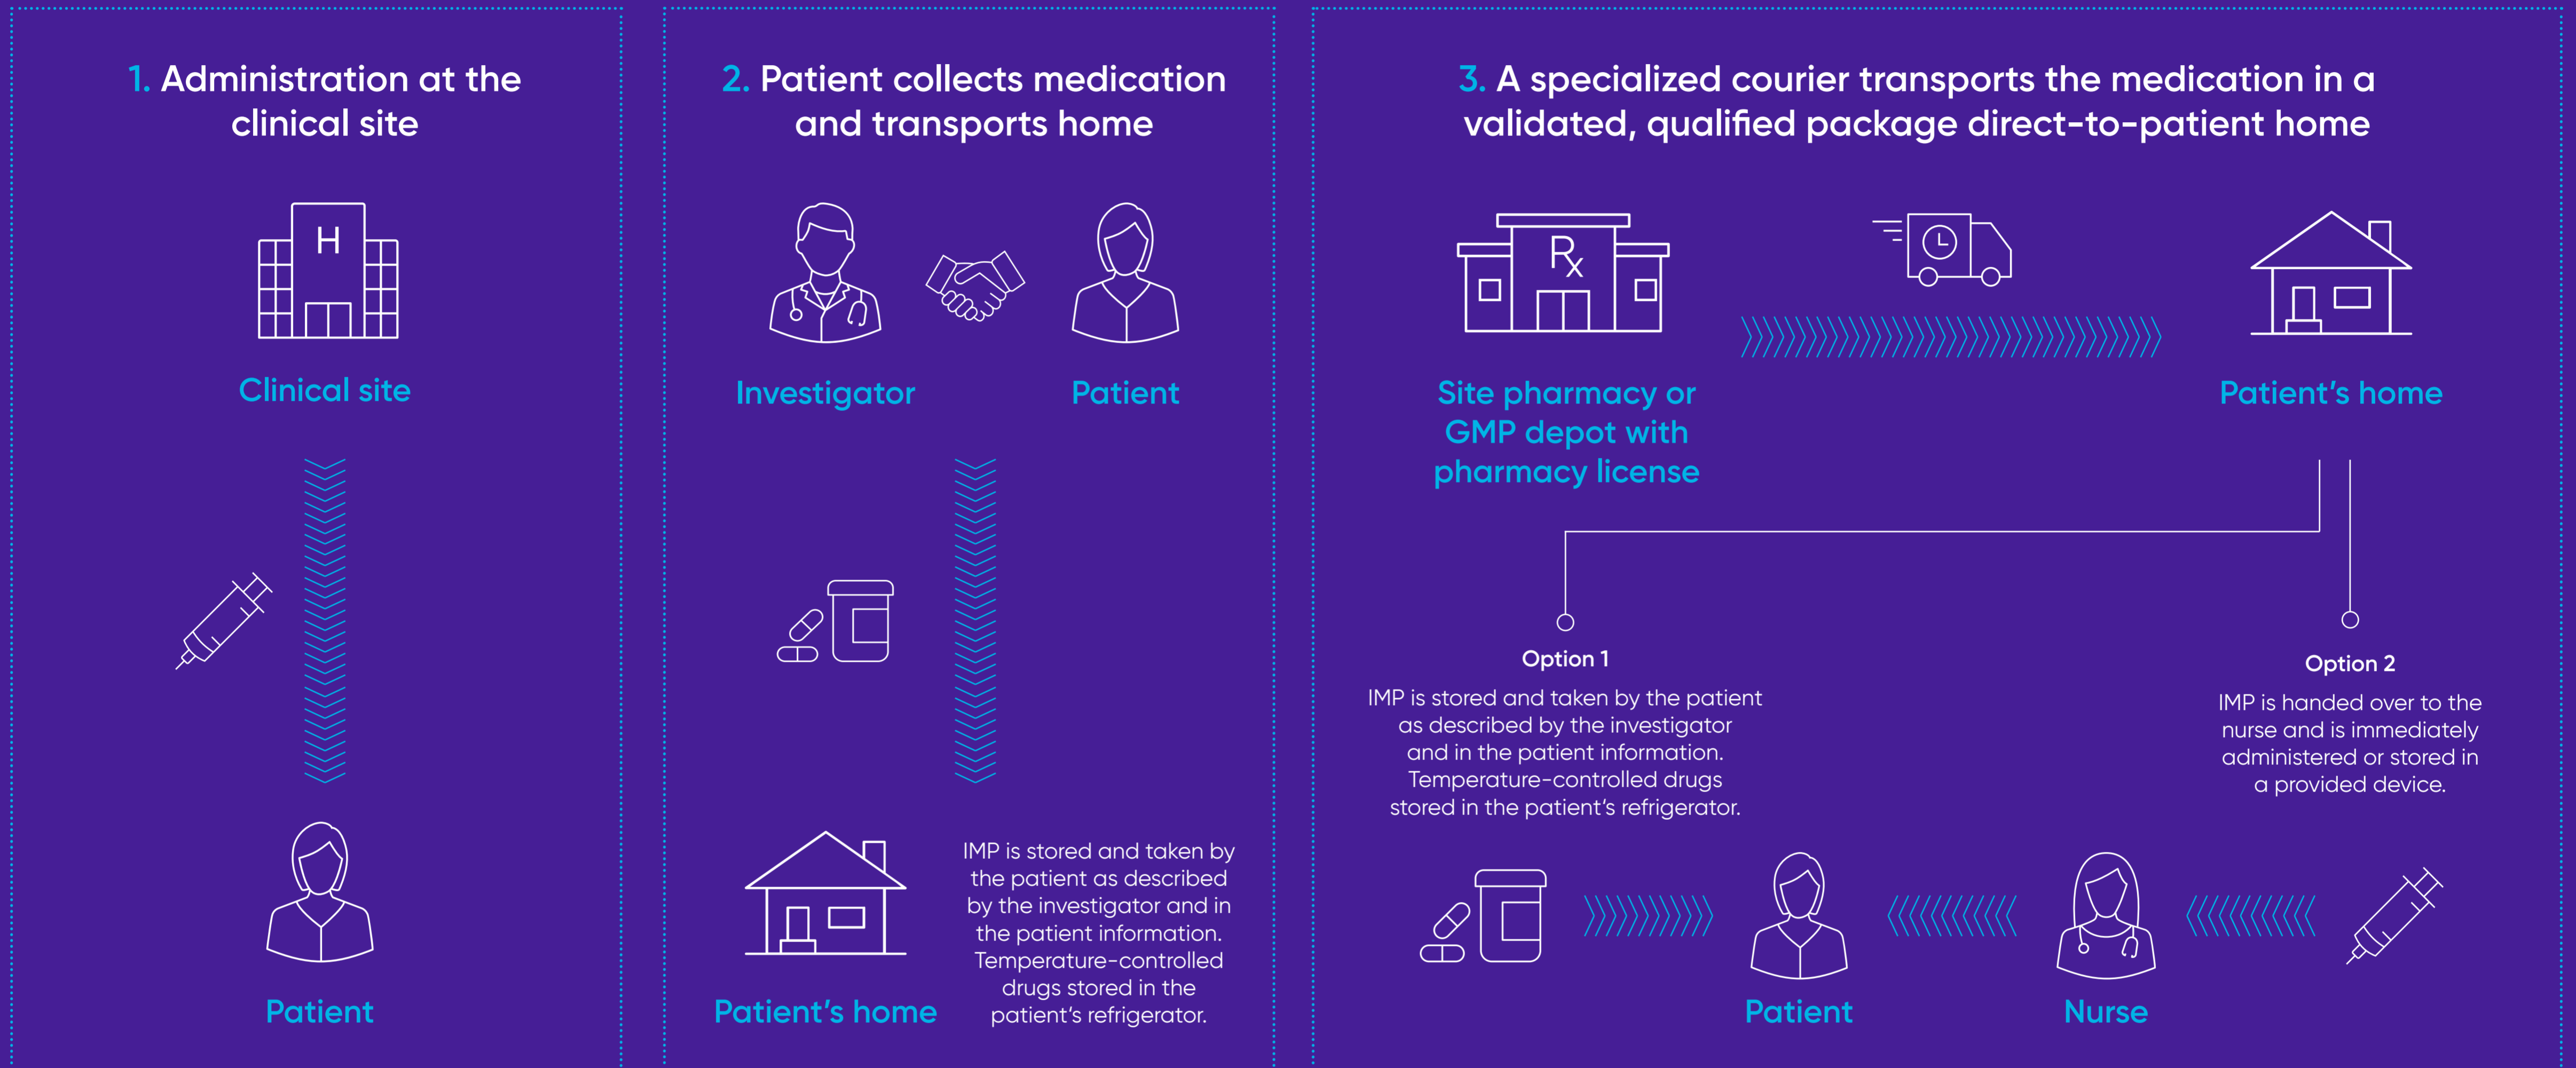 1. Administration at the
clinical site
H
Clinical site
Patient
2. Patient collects medication
and transports home
Investigator
Patient
Patient’s home
IMP is stored and taken by
the patient as described
by the investigator and in
the patient information.
Temperature-controlled
drugs stored in the
patient‘s refrigerator.
3. A specialized courier transports the medication in a
validated, qualified package direct-to-patient home
Rx
Site pharmacy or
GMP depot with
pharmacy license
Patient’s home
Option 1
IMP is stored and taken by the patient
as described by the investigator
and in the patient information.
Temperature-controlled drugs
stored in the patient‘s refrigerator.
Option 2
IMP is handed over to the
nurse and is immediately
administered or stored in
a provided device.
Patient
Nurse